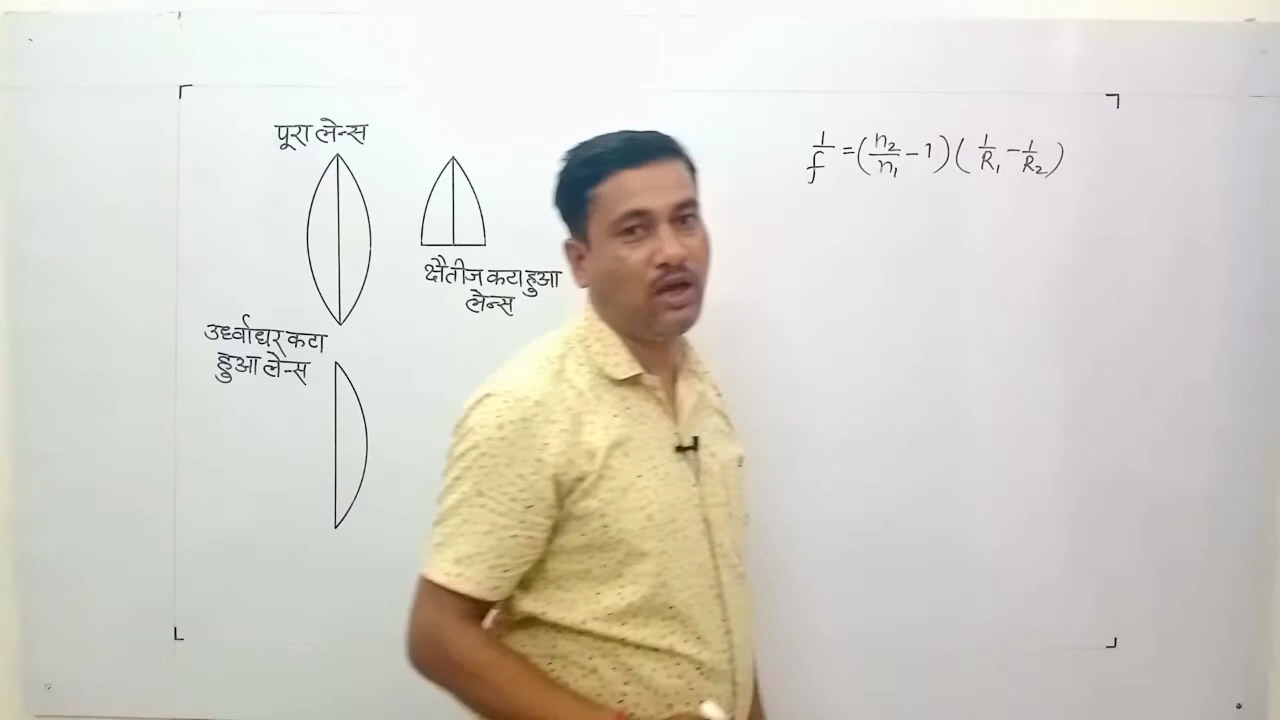 पूरा लेन्स
क्षैतीज कटा हुआ
लेन्स
उर्ध्वाधर कटा
हुआ लेन्स
1/f = (n₂/n₁ - 1) (1/R₁ - 1/R₂)